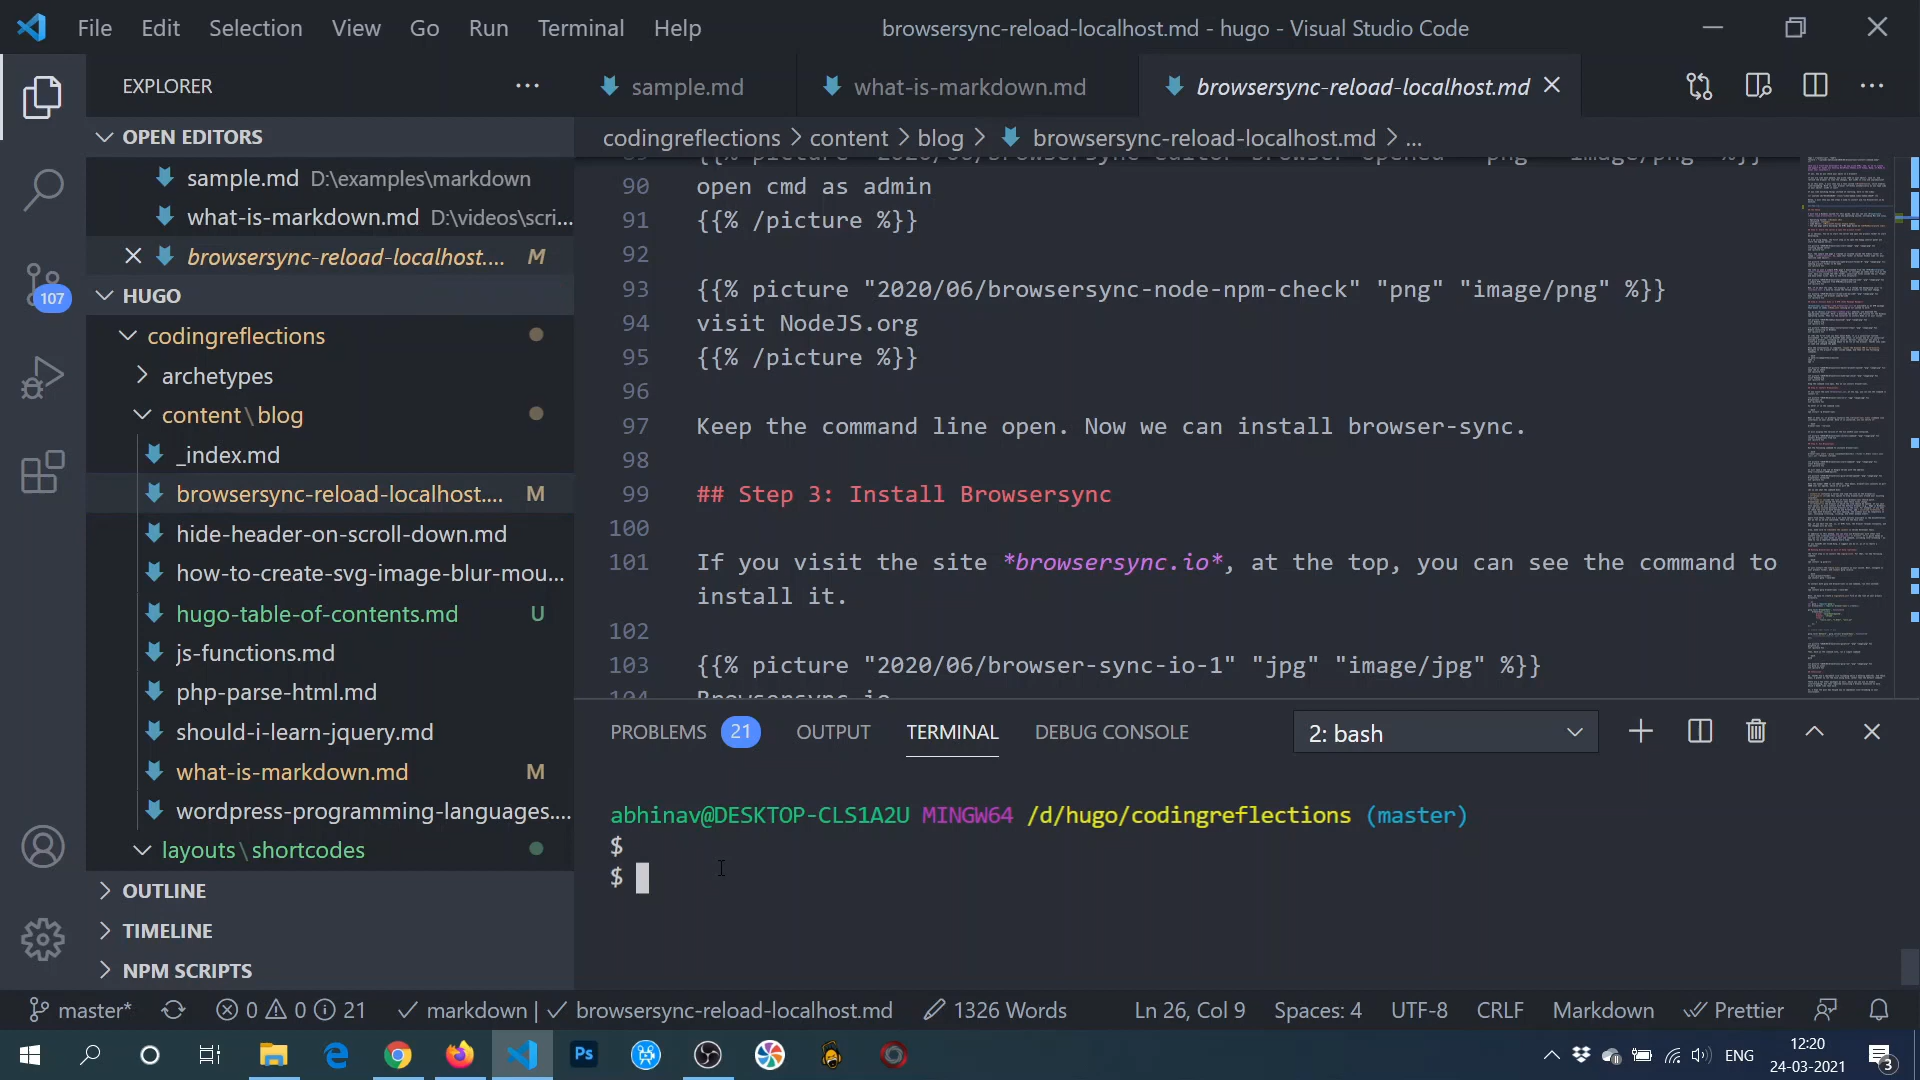 File Edit Selection View Go Run Terminal Help
browsersync-reload-localhost.md - hugo - Visual Studio Code
EXPLORER
sample.md
what-is-markdown.md
browsersync-reload-localhost.md
OPEN EDITORS
sample.md D:\examples\markdown
what-is-markdown.md D:\videos\scri...
browsersync-reload-localhost.... M
107
HUGO
codingreflections
archetypes
content\blog
_index.md
browsersync-reload-localhost.... M
hide-header-on-scroll-down.md
how-to-create-svg-image-blur-mou...
hugo-table-of-contents.md U
js-functions.md
php-parse-html.md
should-i-learn-jquery.md
what-is-markdown.md M
wordpress-programming-languages....
layouts\shortcodes
OUTLINE
TIMELINE
NPM SCRIPTS
codingreflections > content > blog > browsersync-reload-localhost.md > ...
90 open cmd as admin
91 {{% /picture %}}
92
93 {{% picture "2020/06/browsersync-node-npm-check" "png" "image/png" %}}
94 visit NodeJS.org
95 {{% /picture %}}
96
97 Keep the command line open. Now we can install browser-sync.
98
99 ## Step 3: Install Browsersync
100
101 If you visit the site *browsersync.io*, at the top, you can see the command to
install it.
102
103 {{% picture "2020/06/browser-sync-io-1" "jpg" "image/jpg" %}}
PROBLEMS 21 OUTPUT TERMINAL DEBUG CONSOLE 2: bash
abhinav@DESKTOP-CLS1A2U MINGW64 /d/hugo/codingreflections (master)
$
$
master* 0 0 21 markdown | browsersync-reload-localhost.md 1326 Words Ln 26, Col 9 Spaces: 4 UTF-8 CRLF Markdown Prettier
Ps
ENG
12:20
24-03-2021
3